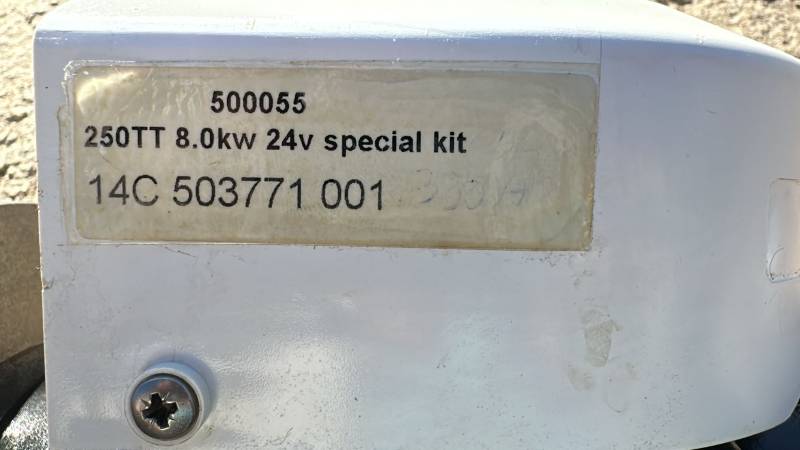 500055
250TT 8.0kw 24v special kit
14C 503771 001